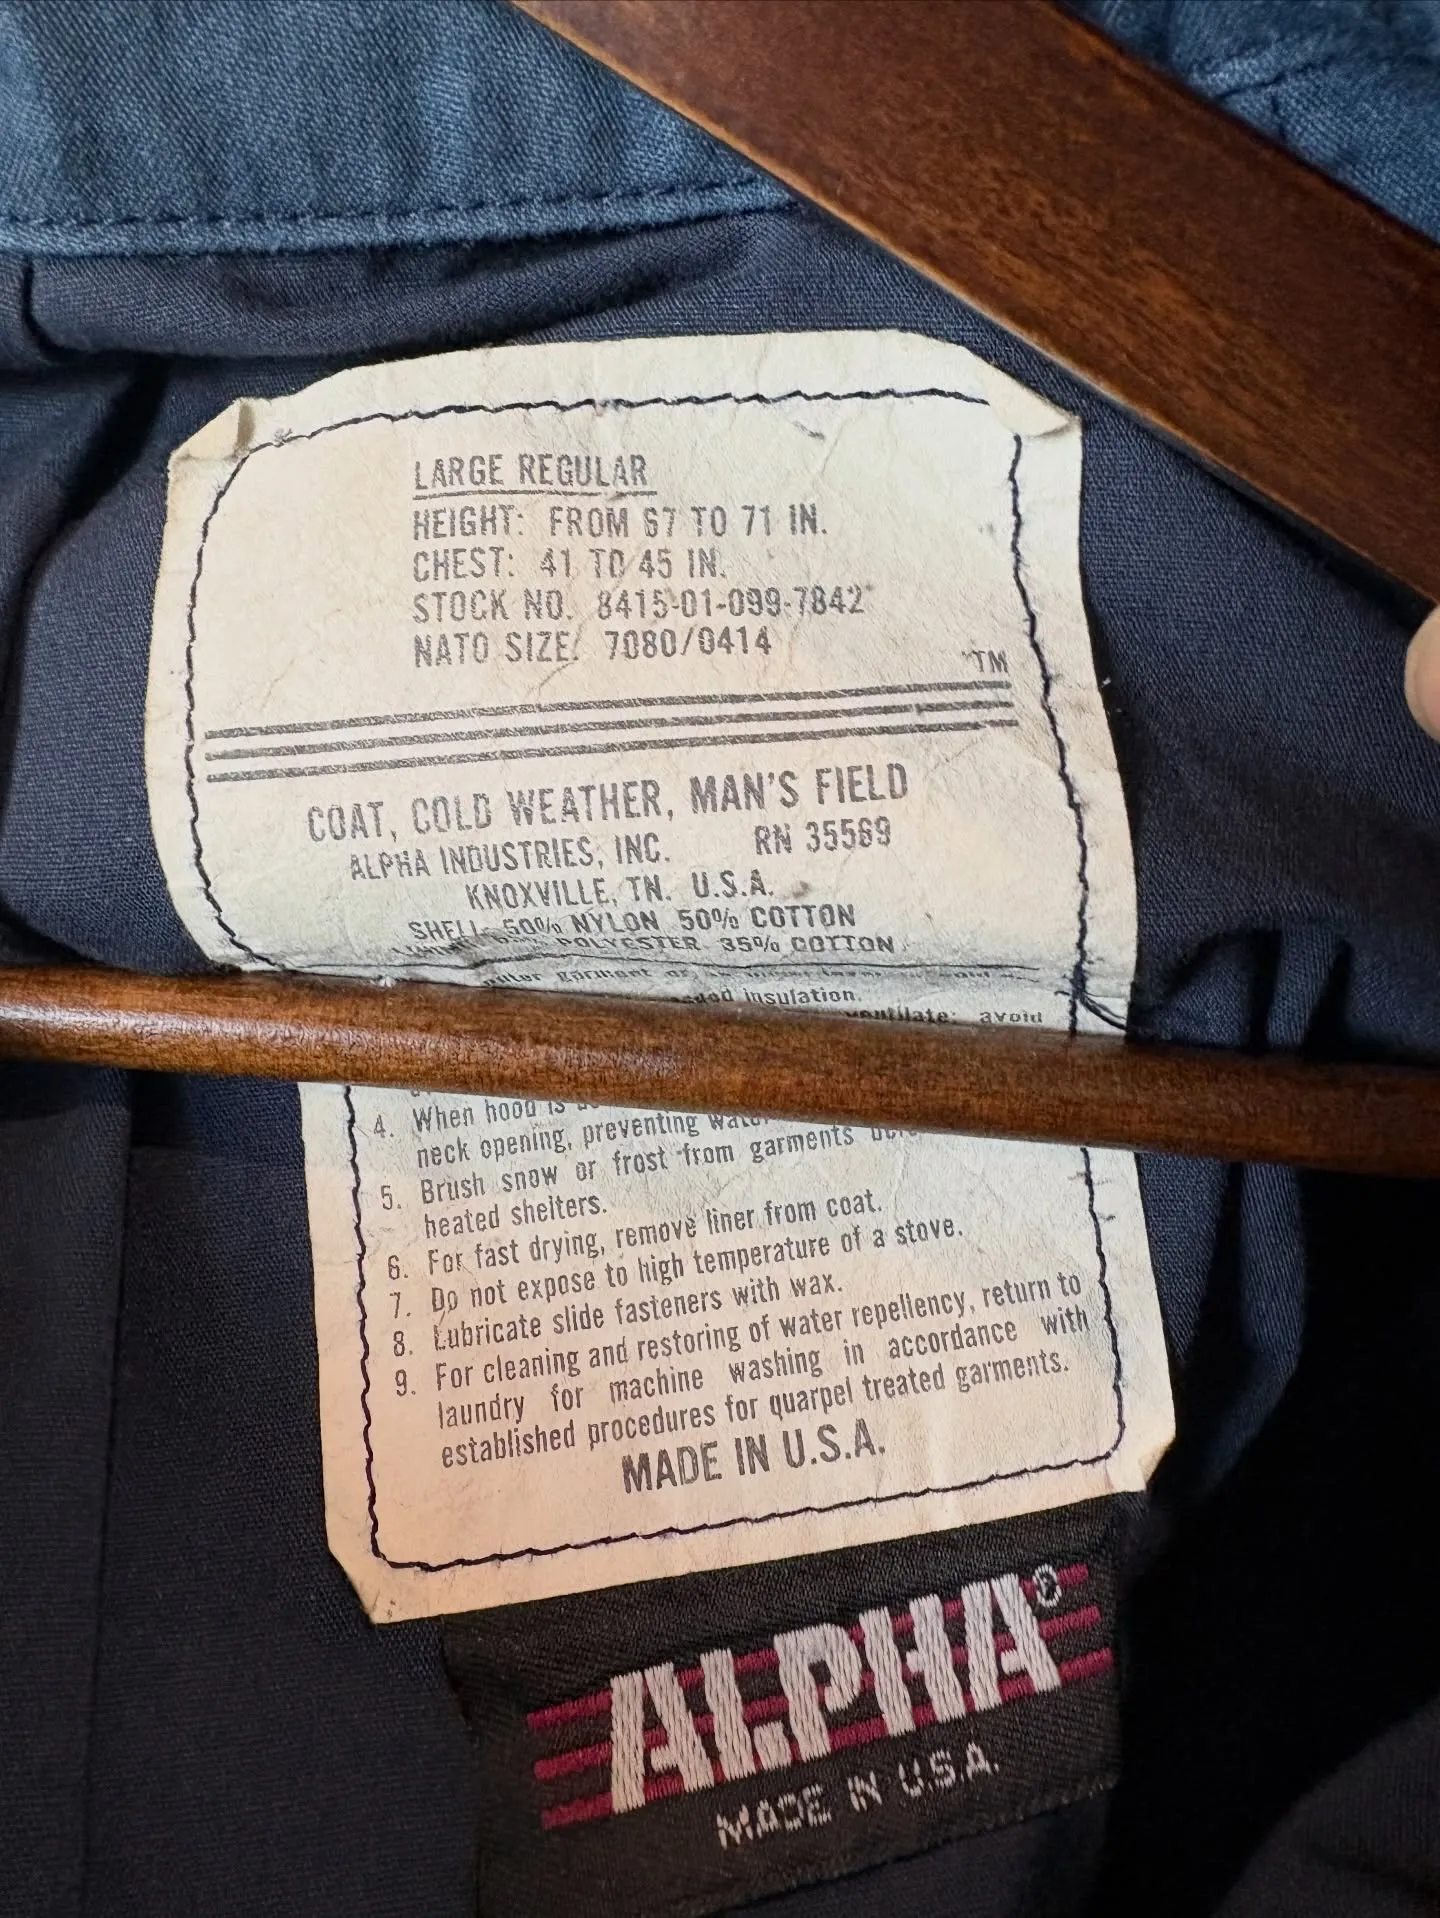 LARGE REGULAR
HEIGHT: FROM 67 TO 71 IN.
CHEST: 41 TO 45 IN.
STOCK NO. 8415-01-099-7842
NATO SIZE: 7080/0414
TM
COAT, COLD WEATHER, MAN'S FIELD
ALPHA INDUSTRIES, INC. RN 35569
KNOXVILLE, TN. U.S.A.
SHELL 50% NYLON 50% COTTON
POLYESTER 35% COTTON
insulation.
ventilate; avoid
4. When hood is
neck opening, preventing
5. Brush snow or frost from garments
heated shelters.
6. For fast drying, remove liner from coat.
7. Do not expose to high temperature of a stove.
8. Lubricate slide fasteners with wax.
9. For cleaning and restoring of water repellency, return to
laundry for machine washing in accordance with
established procedures for quarpel treated garments.
MADE IN U.S.A.
ALPHA®
MADE IN U.S.A.